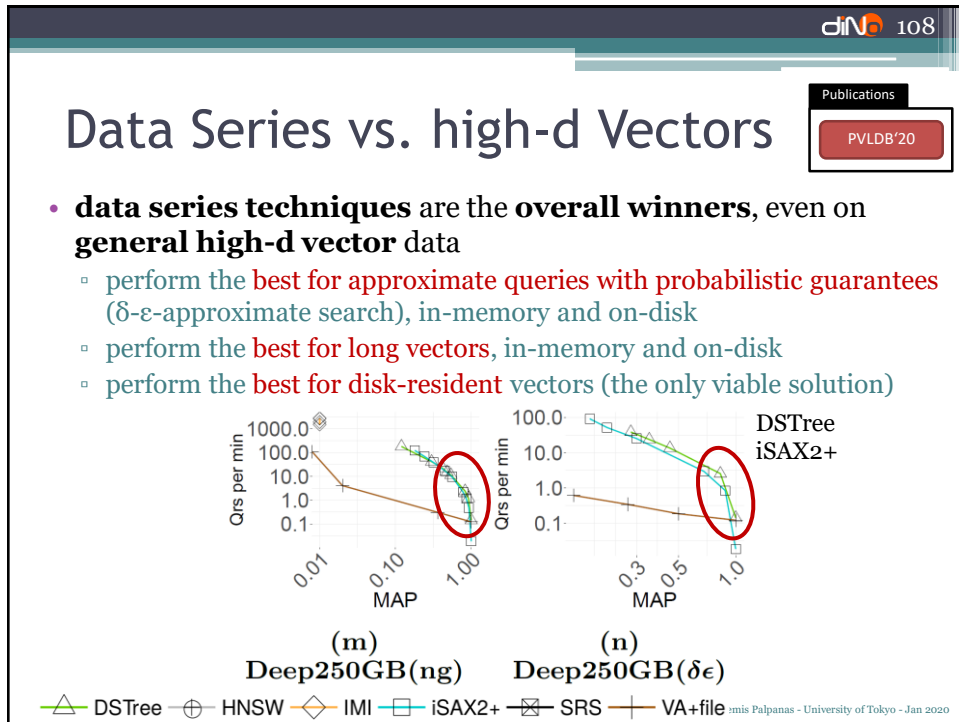 diNo 108
Publications
PVLDB'20
Data Series vs. high-d Vectors
• data series techniques are the overall winners, even on
general high-d vector data
▫ perform the best for approximate queries with probabilistic guarantees
(δ-ε-approximate search), in-memory and on-disk
▫ perform the best for long vectors, in-memory and on-disk
▫ perform the best for disk-resident vectors (the only viable solution)
Qrs per min
1000.0
100.0
10.0
1.0
0.1
0.01
0.10
1.00
MAP
(m)
Deep250GB(ng)
Qrs per min
100.0
10.0
1.0
0.1
0.3
0.5
1.0
MAP
(n)
Deep250GB(δϵ)
DSTree
iSAX2+
DSTree HNSW IMI iSAX2+ SRS VA+file
Palpanas - University of Tokyo - Jan 2020